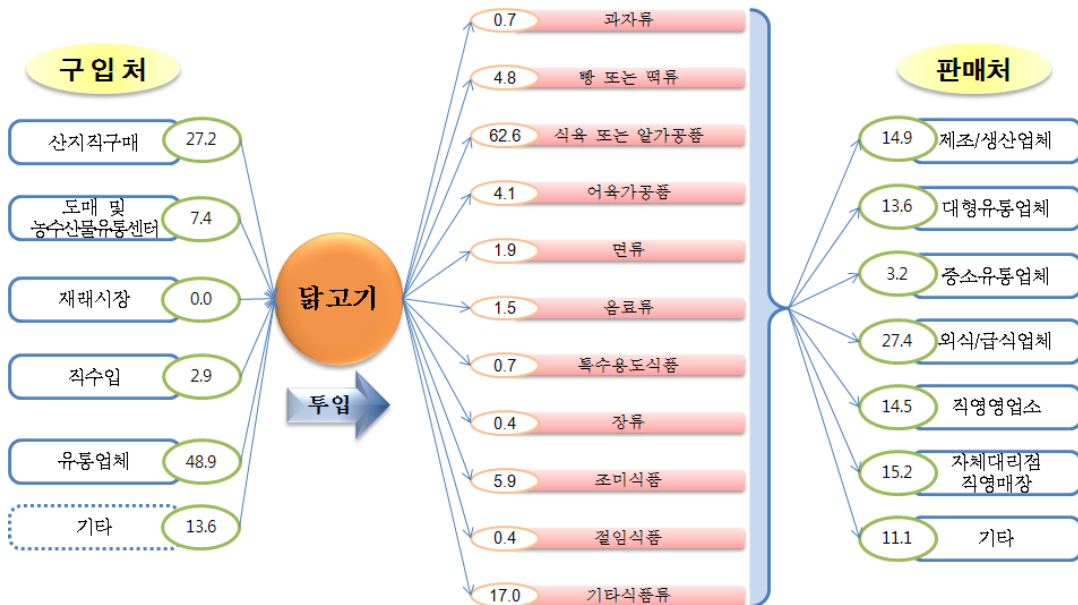 구 입 처
산지직구매
27.2
도매 및
농수산물유통센터
7.4
재래시장
0.0
직수입
2.9
유통업체
48.9
기타
13.6
닭고기
투입
0.7
과자류
4.8
빵 또는 떡류
62.6
식육 또는 알가공품
4.1
어육가공품
1.9
면류
1.5
음료류
0.7
특수용도식품
0.4
장류
5.9
조미식품
0.4
절임식품
17.0
기타식품류
판매처
14.9
제조/생산업체
13.6
대형유통업체
3.2
중소유통업체
27.4
외식/급식업체
14.5
직영영업소
15.2
자체대리점
직영매장
11.1
기타